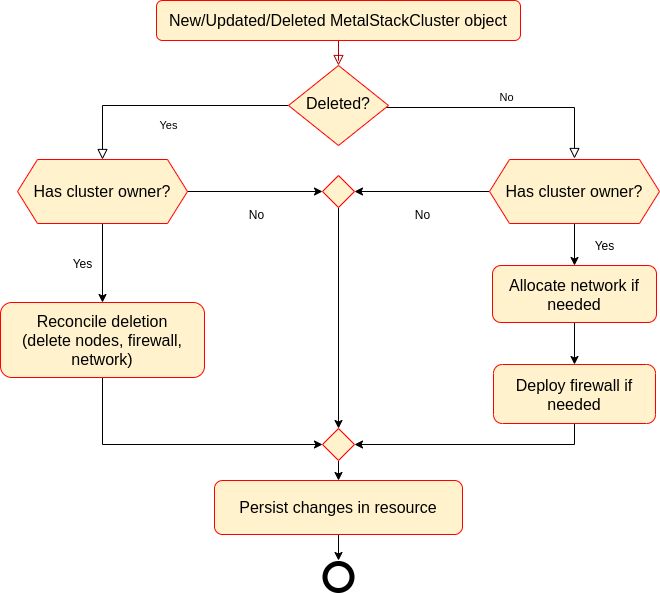 New/Updated/Deleted MetalStackCluster object
Deleted?
Yes
No
Has cluster owner?
Has cluster owner?
No
No
Yes
Yes
Allocate network if
needed
Reconcile deletion
(delete nodes, firewall,
network)
Deploy firewall if
needed
Persist changes in resource